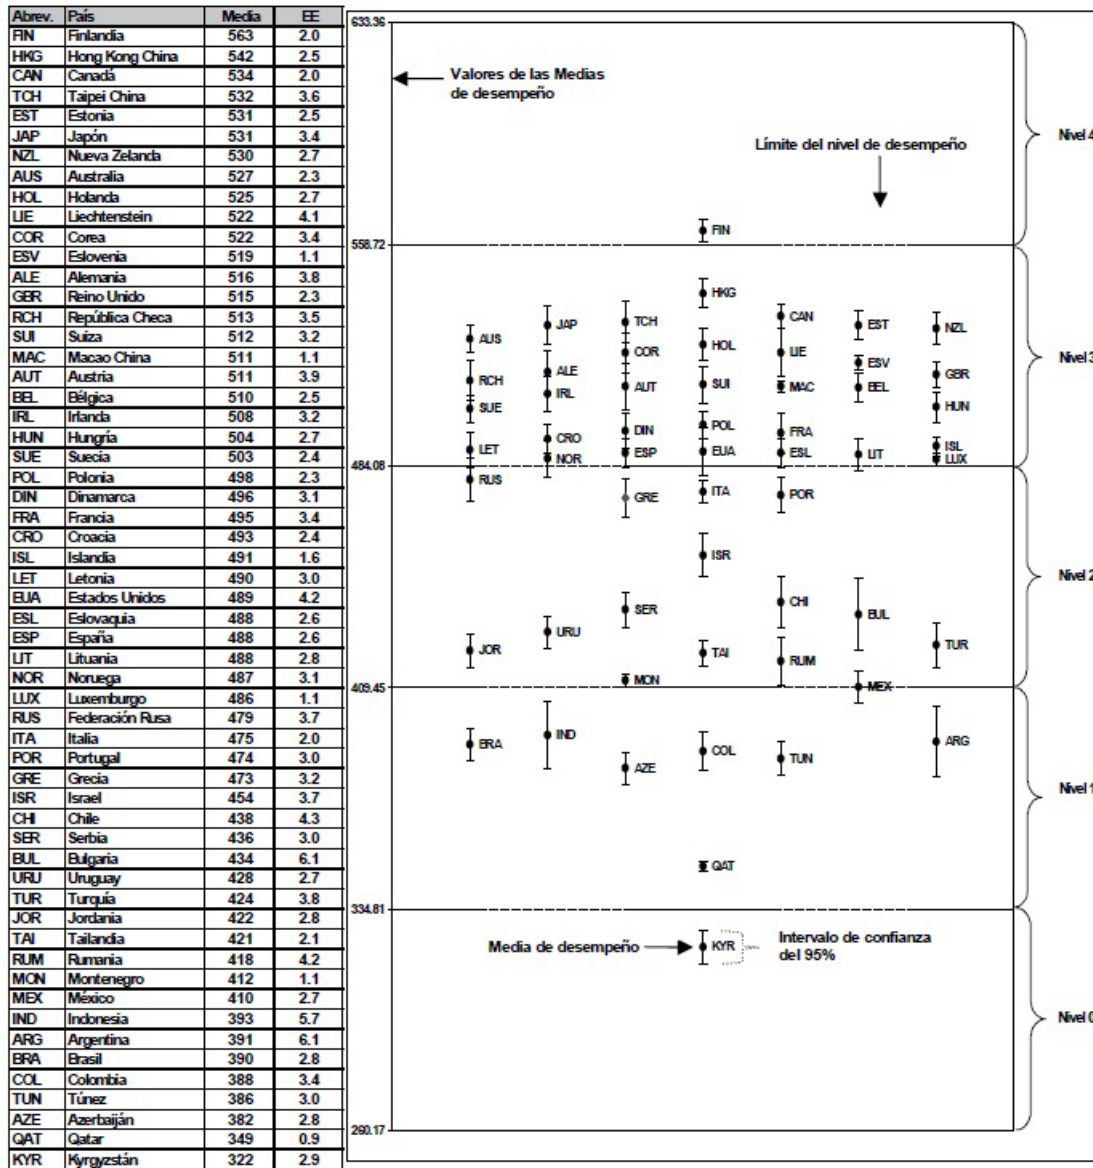 Abrev. País Media EE
FIN Finlandia 563 2.0
HKG Hong Kong China 542 2.5
CAN Canadá 534 2.0
TCH Taipei China 532 3.6
EST Estonia 531 2.5
JAP Japón 531 3.4
NZL Nueva Zelanda 530 2.7
AUS Australia 527 2.3
HOL Holanda 525 2.7
LIE Liechtenstein 522 4.1
COR Corea 522 3.4
ESV Eslovenia 519 1.1
ALE Alemania 516 3.8
GBR Reino Unido 515 2.3
RCH República Checa 513 3.5
SUI Suiza 512 3.2
MAC Macao China 511 1.1
AUT Austria 511 3.9
BEL Bélgica 510 2.5
IRL Irlanda 508 3.2
HUN Hungría 504 2.7
SUE Suecia 503 2.4
POL Polonia 498 2.3
DIN Dinamarca 496 3.1
FRA Francia 495 3.4
CRO Croacia 493 2.4
ISL Islandia 491 1.6
LET Letonia 490 3.0
EUA Estados Unidos 489 4.2
ESL Eslovaquia 488 2.6
ESP España 488 2.6
LIT Lituania 488 2.8
NOR Noruega 487 3.1
LUX Luxemburgo 486 1.1
RUS Federación Rusa 479 3.7
ITA Italia 475 2.0
POR Portugal 474 3.0
GRE Grecia 473 3.2
ISR Israel 454 3.7
CHI Chile 438 4.3
SER Serbia 436 3.0
BUL Bulgaria 434 6.1
URU Uruguay 428 2.7
TUR Turquía 424 3.8
JOR Jordania 422 2.8
TAI Tailandia 421 2.1
RUM Rumania 418 4.2
MON Montenegro 412 1.1
MEX México 410 2.7
IND Indonesia 393 5.7
ARG Argentina 391 6.1
BRA Brasil 390 2.8
COL Colombia 388 3.4
TUN Túnez 386 3.0
AZE Azerbaiján 382 2.8
QAT Qatar 349 0.9
KYR Kyrgyzstán 322 2.9
633.36
Valores de las Medias
de desempeño
Nivel 4
Límite del nivel de desempeño
FIN
558.72
HKG
CAN
TCH
JAP
EST
NZL
AUS
HOL
COR
LIE
Nivel 3
ESV
ALE
GBR
RCH
SUI
AUT
MAC
BEL
IRL
SUE
HUN
POL
DIN
FRA
CRO
ISL
LET
EUA
ESP
ESL
LIT
NOR
LUX
484.08
RUS
ITA
POR
GRE
ISR
Nivel 2
CHI
SER
BUL
URU
TUR
JOR
TAI
RUM
MON
MEX
409.45
IND
ARG
BRA
COL
TUN
AZE
Nivel 1
QAT
334.81
Media de desempeño
KYR
Intervalo de confianza
del 95%
Nivel 0
260.17